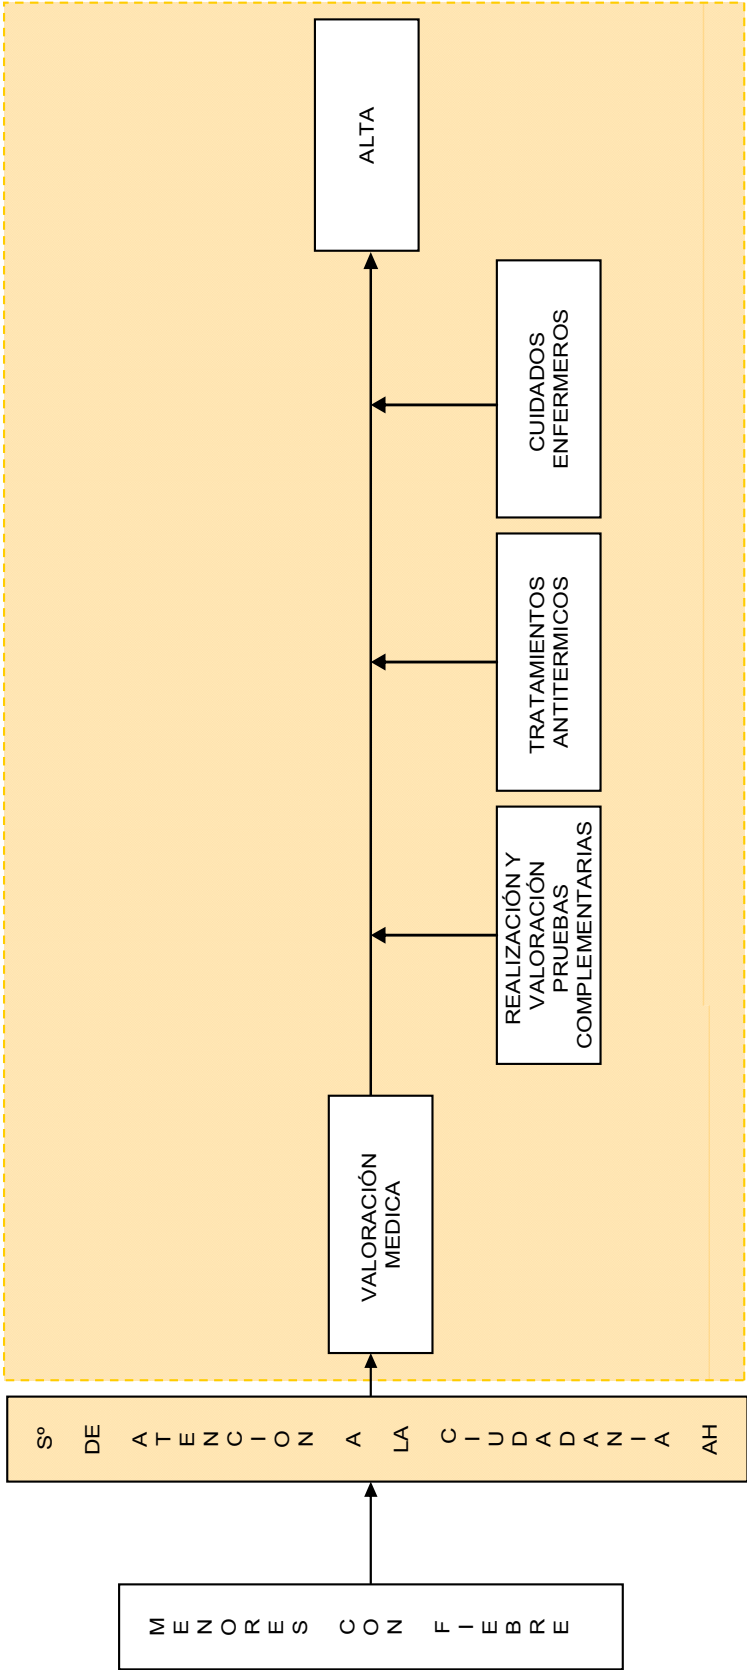 MENORES CON FIEBRE
Sº DE ATENCION A LA CIUDADANIA AH
VALORACIÓN
MEDICA
REALIZACIÓN Y
VALORACIÓN
PRUEBAS
COMPLEMENTARIAS
TRATAMIENTOS
ANTITERMICOS
CUIDADOS
ENFERMEROS
ALTA